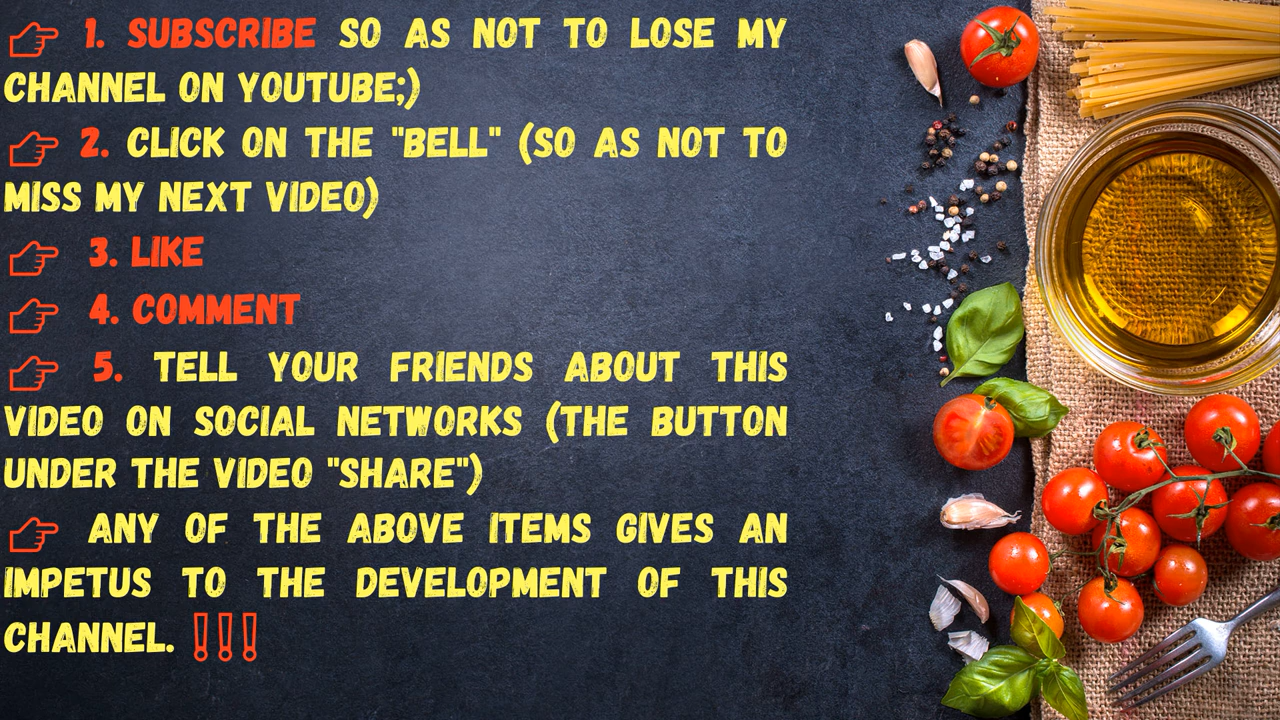 👉 1. SUBSCRIBE SO AS NOT TO LOSE MY
CHANNEL ON YOUTUBE;)
👉 2. CLICK ON THE "BELL" (SO AS NOT TO
MISS MY NEXT VIDEO)
👉 3. LIKE
👉 4. COMMENT
👉 5. TELL YOUR FRIENDS ABOUT THIS
VIDEO ON SOCIAL NETWORKS (THE BUTTON
UNDER THE VIDEO "SHARE")
👉 ANY OF THE ABOVE ITEMS GIVES AN
IMPETUS TO THE DEVELOPMENT OF THIS
CHANNEL. ❗❗❗